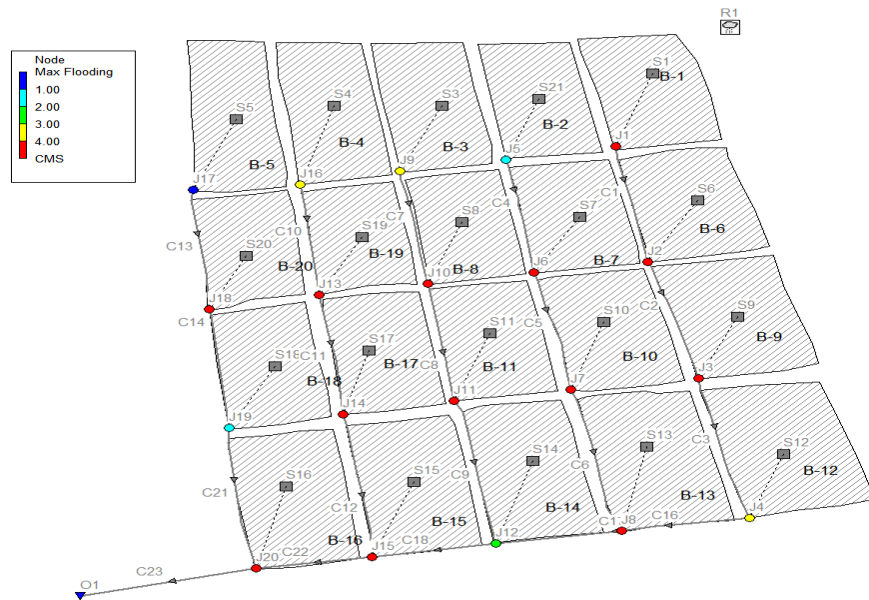 R1
Node
Max Flooding
1.00
2.00
3.00
4.00
CMS
S1
B-1
S21
B-2
S3
B-3
S4
B-4
S5
B-5
J1
J5
J9
J16
J17
S6
B-6
C1
S7
B-7
C4
S8
B-8
C7
S19
B-19
C10
S20
B-20
C13
J2
J6
J10
J13
J18
C14
C2
S9
B-9
S10
B-10
C5
S11
B-11
C8
S17
B-17
C11
S18
B-18
J3
J7
J11
J14
J19
C3
S12
B-12
S13
B-13
C6
S14
B-14
C9
S15
B-15
C12
S16
B-16
C21
J4
C16
J8
C17
J12
C18
J15
C22
J20
C23
O1